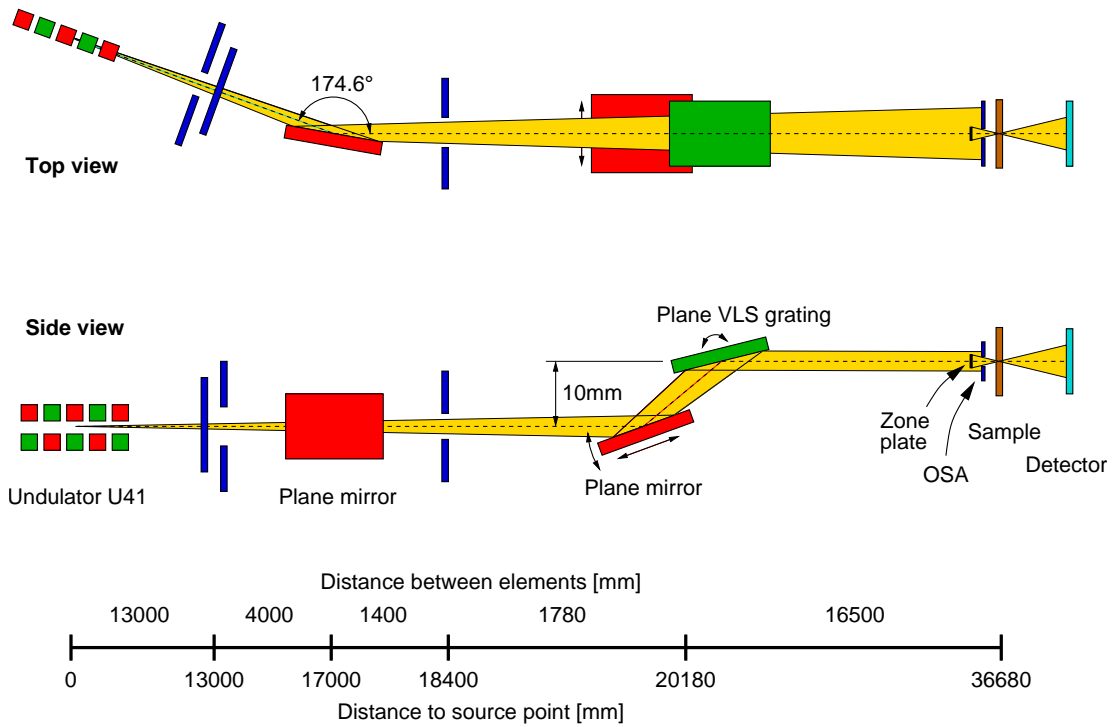 174.6°
Top view
Side view
Plane VLS grating
10mm
Zone
plate
Sample
OSA
Detector
Undulator U41
Plane mirror
Plane mirror
Distance between elements [mm]
13000 4000 1400 1780 16500
0 13000 17000 18400 20180 36680
Distance to source point [mm]